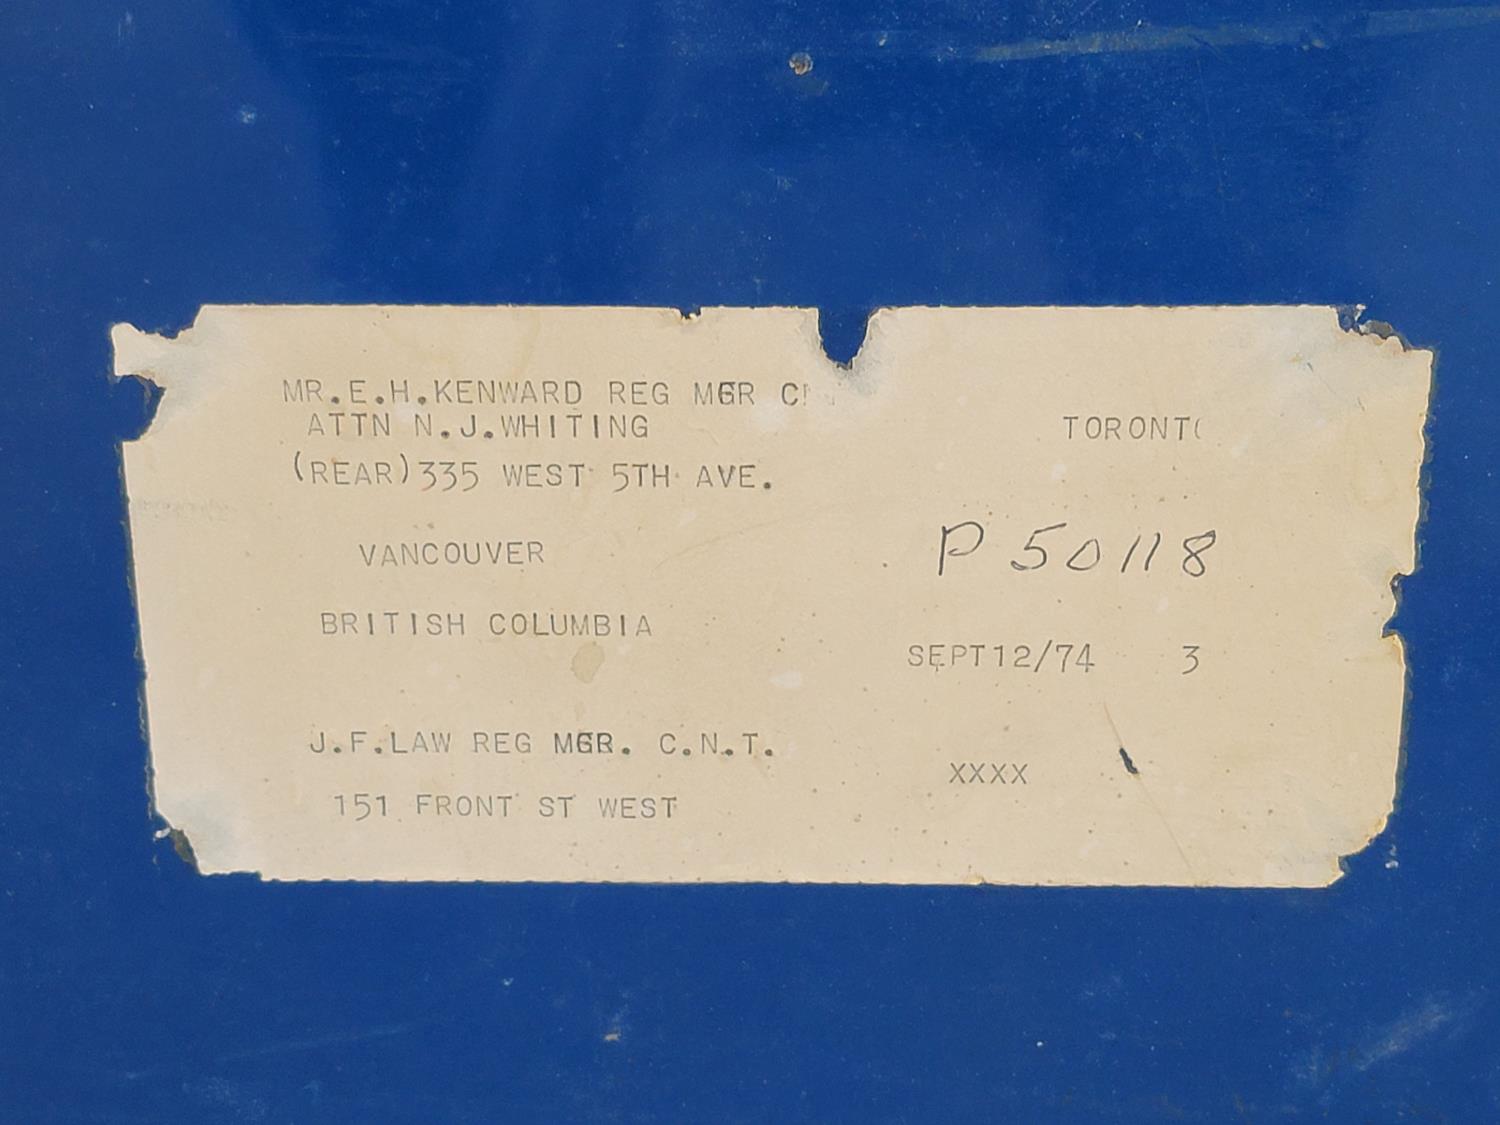 MR.E.H.KENWARD REG MGR
ATTN N.J.WHITING
TORONTO
(REAR)335 WEST 5TH AVE.
VANCOUVER
P 50118
BRITISH COLUMBIA
SEPT12/74 3
J.F.LAW REG MGR. C.N.T.
XXXX
151 FRONT ST WEST